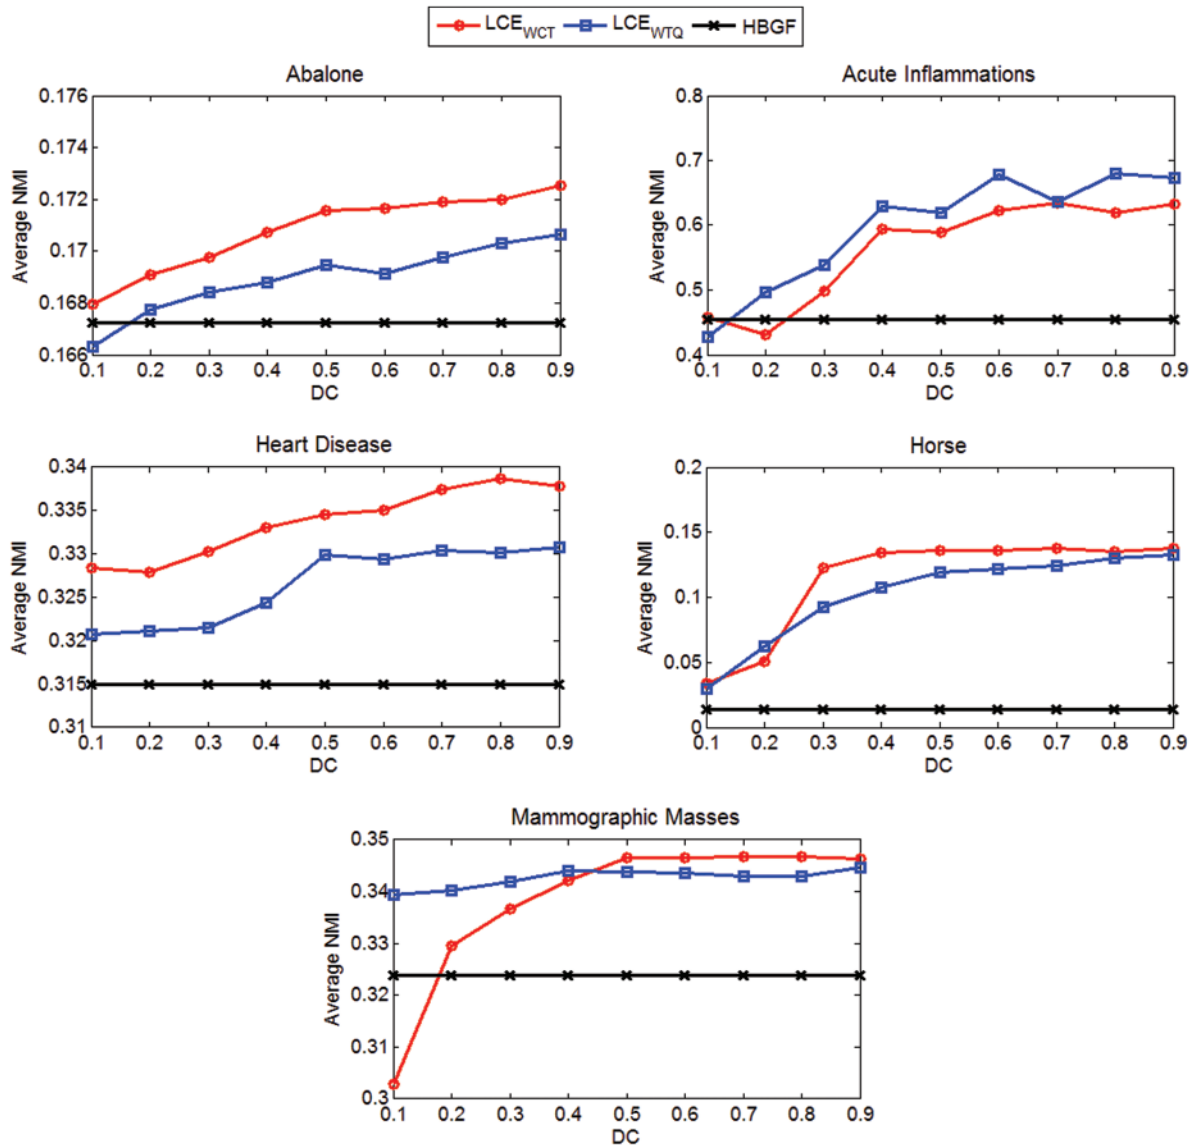 LCE_WCT LCE_WTQ HBGF
Abalone
0.176
0.174
0.172
0.17
0.168
0.166
Average NMI
0.1 0.2 0.3 0.4 0.5 0.6 0.7 0.8 0.9
DC
Acute Inflammations
0.8
0.7
0.6
0.5
0.4
Average NMI
0.1 0.2 0.3 0.4 0.5 0.6 0.7 0.8 0.9
DC
Heart Disease
0.34
0.335
0.33
0.325
0.32
0.315
0.31
Average NMI
0.1 0.2 0.3 0.4 0.5 0.6 0.7 0.8 0.9
DC
Horse
0.2
0.15
0.1
0.05
0
Average NMI
0.1 0.2 0.3 0.4 0.5 0.6 0.7 0.8 0.9
DC
Mammographic Masses
0.35
0.34
0.33
0.32
0.31
0.3
Average NMI
0.1 0.2 0.3 0.4 0.5 0.6 0.7 0.8 0.9
DC